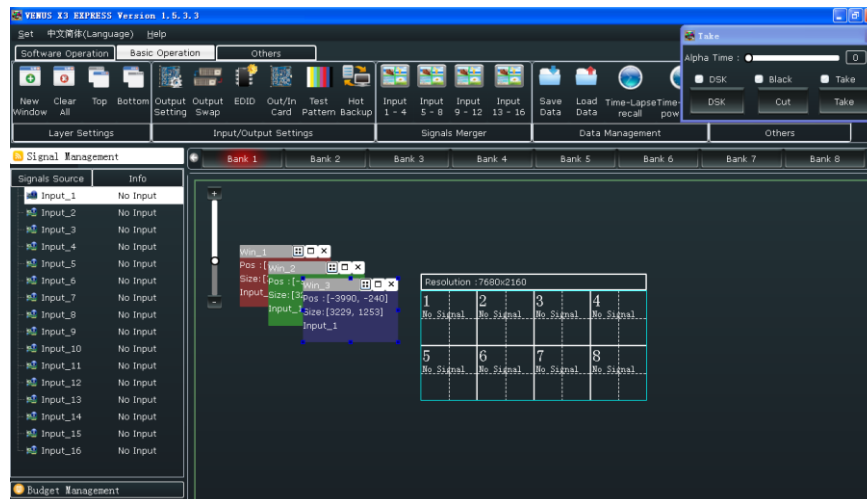 VENUS X3 EXPRESS Version 1.5.3.3
Set 中文简体(Language) Help
Software Operation Basic Operation Others
New Window Clear All Top Bottom Output Setting Output Swap EDID Out/In Card Test Pattern Hot Backup Input 1 - 4 Input 5 - 8 Input 9 - 12 Input 13 - 16 Save Data Load Data Time-Lapse recall Time- pow
Layer Settings Input/Output Settings Signals Merger Data Management Others
Take
Alpha Time : 0
DSK Black Take
DSK Cut Take
Signal Management
Bank 1 Bank 2 Bank 3 Bank 4 Bank 5 Bank 6 Bank 7 Bank 8
Signals Source Info
Input_1 No Input
Input_2 No Input
Input_3 No Input
Input_4 No Input
Input_5 No Input
Input_6 No Input
Input_7 No Input
Input_8 No Input
Input_9 No Input
Input_10 No Input
Input_11 No Input
Input_12 No Input
Input_13 No Input
Input_14 No Input
Input_15 No Input
Input_16 No Input
Budget Management
+
-
Win_1
Pos :[
Size:[
Input_
Win_2
Pos :[-
Size:[32
Input_1
Win_3
Pos :[-3990, -240]
Size:[3229, 1253]
Input_1
Resolution :7680x2160
1 2 3 4
No Signal No Signal No Signal No Signal
5 6 7 8
No Signal No Signal No Signal No Signal